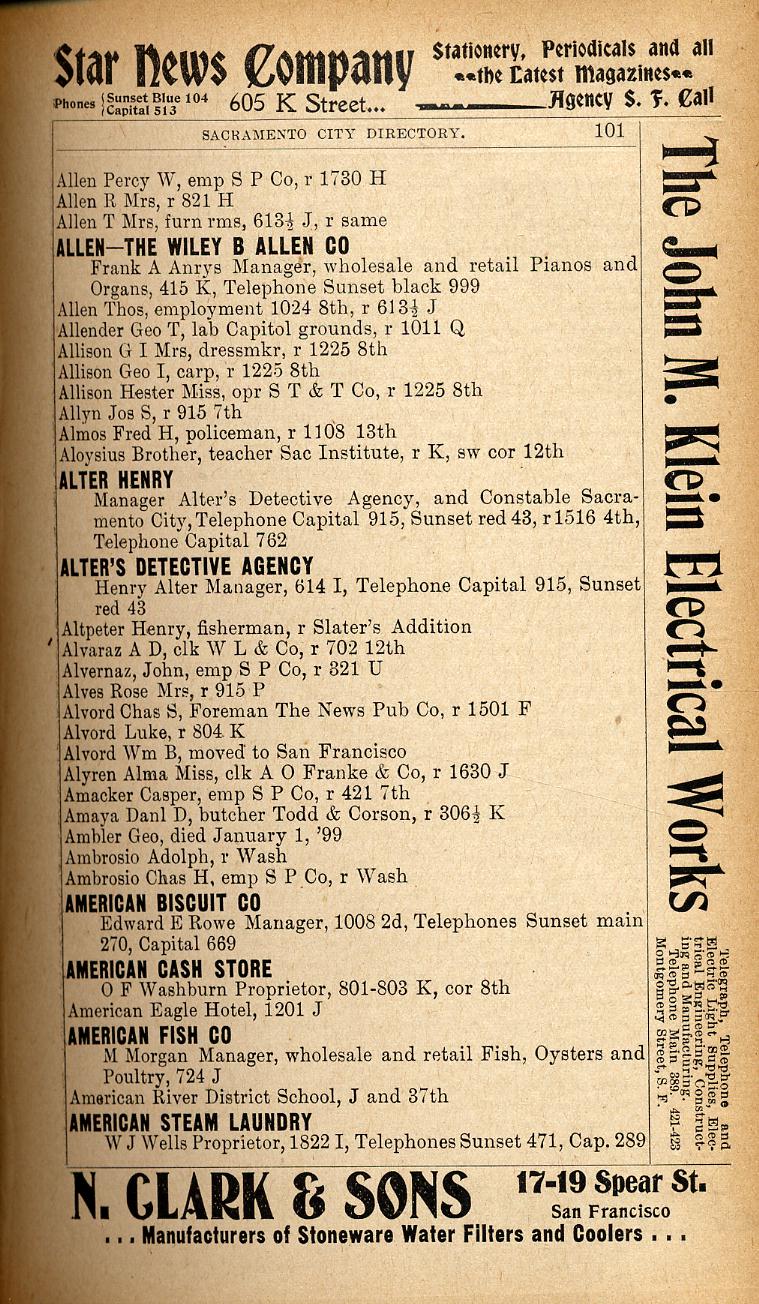 Star News Company
Stationery, Periodicals and all
the Latest Magazines
Phones { Sunset Blue 104
Capital 513
605 K Street...
Agency S. F. Call
SACRAMENTO CITY DIRECTORY. 101
Allen Percy W, emp S P Co, r 1730 H
Allen R Mrs, r 821 H
Allen T Mrs, furn rms, 613½ J, r same
ALLEN—THE WILEY B ALLEN CO
Frank A Anrys Manager, wholesale and retail Pianos and
Organs, 415 K, Telephone Sunset black 999
Allen Thos, employment 1024 8th, r 613½ J
Allender Geo T, lab Capitol grounds, r 1011 Q
Allison G I Mrs, dressmkr, r 1225 8th
Allison Geo I, carp, r 1225 8th
Allison Hester Miss, opr S T & T Co, r 1225 8th
Allyn Jos S, r 915 7th
Almos Fred H, policeman, r 1108 13th
Aloysius Brother, teacher Sac Institute, r K, sw cor 12th
ALTER HENRY
Manager Alter's Detective Agency, and Constable Sacra-
mento City, Telephone Capital 915, Sunset red 43, r 1516 4th,
Telephone Capital 762
ALTER'S DETECTIVE AGENCY
Henry Alter Manager, 614 I, Telephone Capital 915, Sunset
red 43
Altpeter Henry, fisherman, r Slater's Addition
Alvaraz A D, clk W L & Co, r 702 12th
Alvernaz, John, emp S P Co, r 321 U
Alves Rose Mrs, r 915 P
Alvord Chas S, Foreman The News Pub Co, r 1501 F
Alvord Luke, r 804 K
Alvord Wm B, moved to San Francisco
Alyren Alma Miss, clk A O Franke & Co, r 1630 J
Amacker Casper, emp S P Co, r 421 7th
Amaya Danl D, butcher Todd & Corson, r 306½ K
Ambler Geo, died January 1, '99
Ambrosio Adolph, r Wash
Ambrosio Chas H, emp S P Co, r Wash
AMERICAN BISCUIT CO
Edward E Rowe Manager, 1008 2d, Telephones Sunset main
270, Capital 669
AMERICAN CASH STORE
O F Washburn Proprietor, 801-803 K, cor 8th
American Eagle Hotel, 1201 J
AMERICAN FISH CO
M Morgan Manager, wholesale and retail Fish, Oysters and
Poultry, 724 J
American River District School, J and 37th
AMERICAN STEAM LAUNDRY
W J Wells Proprietor, 1822 I, Telephones Sunset 471, Cap. 289
The John M. Klein Electrical Works
Telegraph, Telephone and
Electric Light Supplies, Elec-
trical Engineering, Construct-
ing and Manufacturing.
Telephone Main 389. 421-423
Montgomery Street, S. F.
N. CLARK & SONS
17-19 Spear St.
San Francisco
... Manufacturers of Stoneware Water Filters and Coolers ...